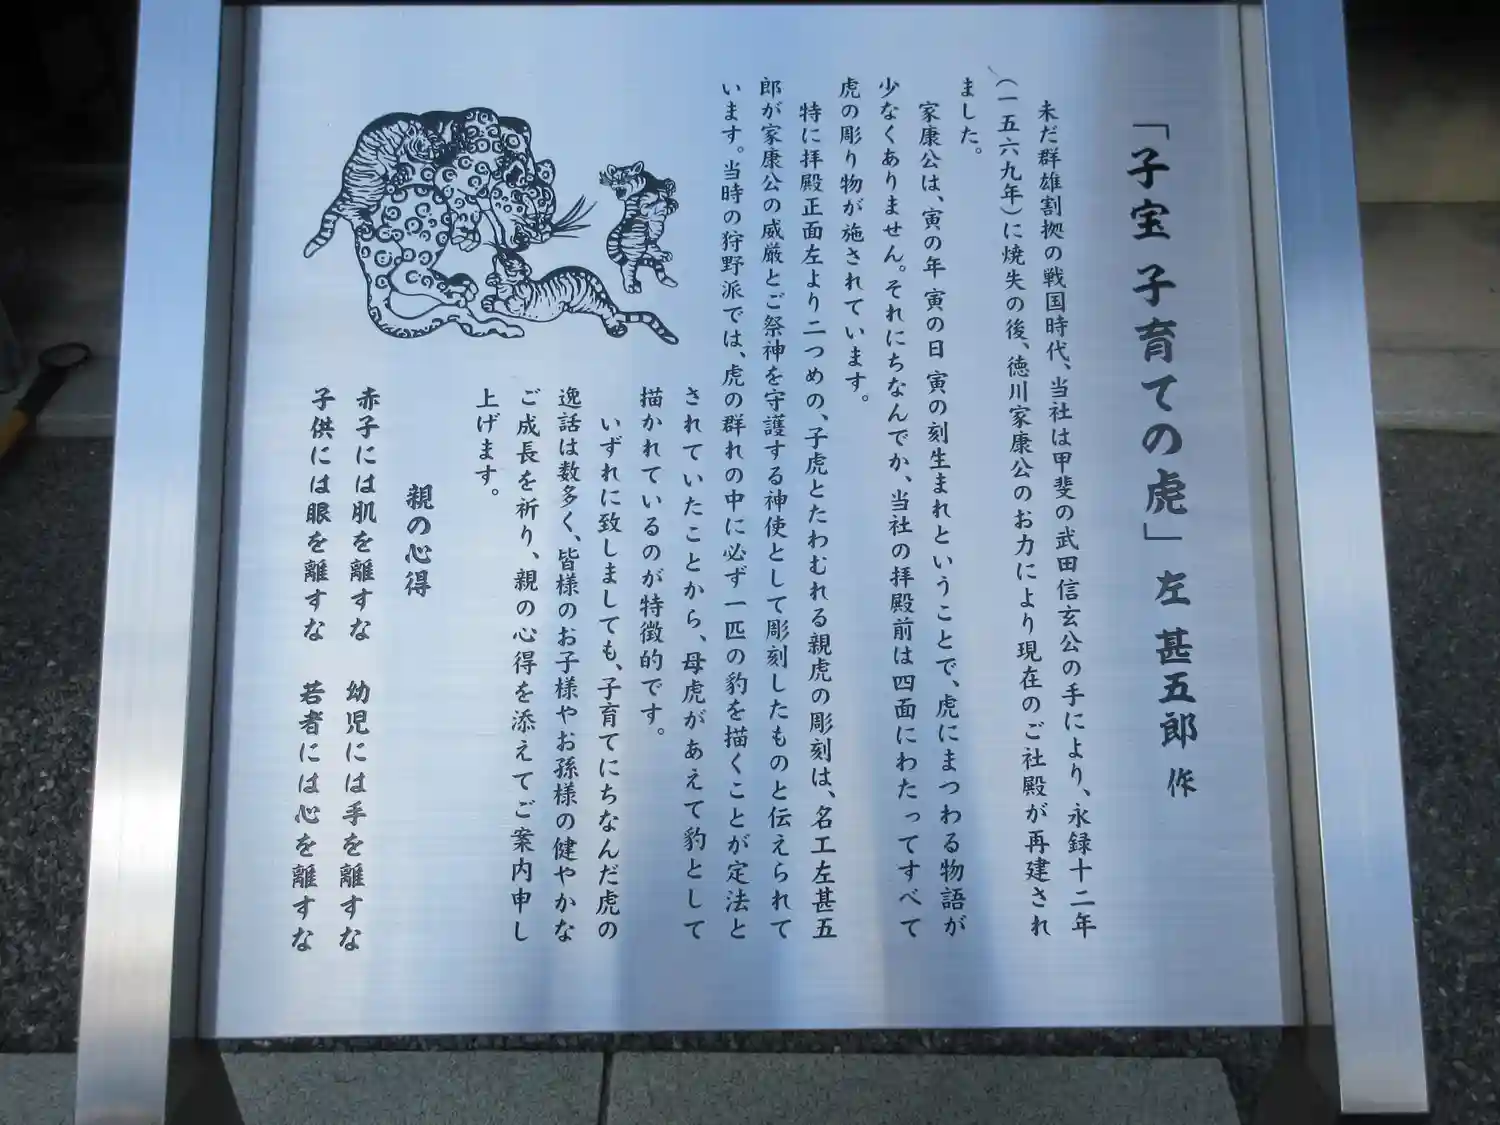 「子宝 子育ての虎」左 甚五郎 作
未だ群雄割拠の戦国時代、当社は甲斐の武田信玄公の手により、永録十二年
(一五六九年)に焼失の後、徳川家康公のお力により現在のご社殿が再建され
ました。
家康公は、寅の年 寅の日 寅の刻生まれということで、虎にまつわる物語が
少なくありません。それにちなんでか、当社の拝殿前は四面にわたってすべて
虎の彫り物が施されています。
特に拝殿正面左より二つめの、子虎とたわむれる親虎の彫刻は、名工左甚五
郎が家康公の威厳とご祭神を守護する神使として彫刻したものと伝えられて
います。当時の狩野派では、虎の群れの中に必ず一匹の豹を描くことが定法と
されていたことから、母虎があえて豹として
描かれているのが特徴的です。
いずれに致しましても、子育てにちなんだ虎の
逸話は数多く、皆様のお子様やお孫様の健やかな
ご成長を祈り、親の心得を添えてご案内申し
上げます。
親の心得
赤子には肌を離すな 幼児には手を離すな
子供には眼を離すな 若者には心を離すな